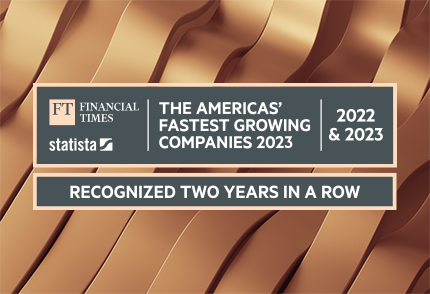 FT FINANCIAL
TIMES
statista
THE AMERICAS'
FASTEST GROWING
COMPANIES 2023
2022
& 2023
RECOGNIZED TWO YEARS IN A ROW